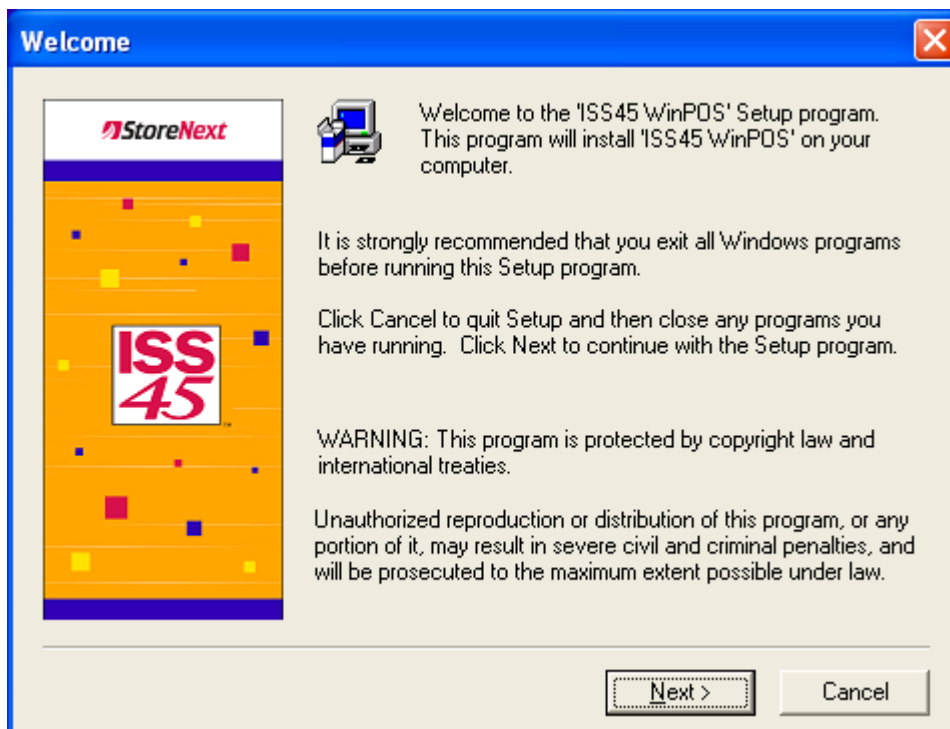 Welcome
StoreNext
ISS
45
Welcome to the 'ISS45 WinPOS' Setup program.
This program will install 'ISS45 WinPOS' on your
computer.
It is strongly recommended that you exit all Windows programs
before running this Setup program.
Click Cancel to quit Setup and then close any programs you
have running.  Click Next to continue with the Setup program.
WARNING: This program is protected by copyright law and
international treaties.
Unauthorized reproduction or distribution of this program, or any
portion of it, may result in severe civil and criminal penalties, and
will be prosecuted to the maximum extent possible under law.
Next >
Cancel